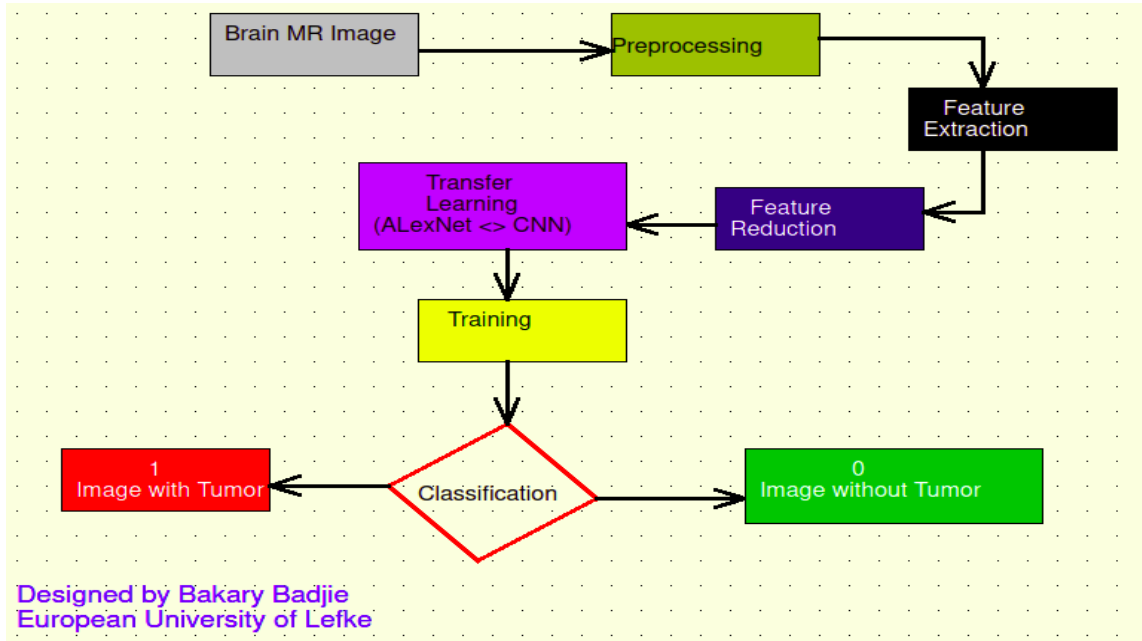 Brain MR Image
Preprocessing
Feature
Extraction
Feature
Reduction
Transfer
Learning
(ALexNet <> CNN)
Training
Classification
1
Image with Tumor
0
Image without Tumor
Designed by Bakary Badjie
European University of Lefke